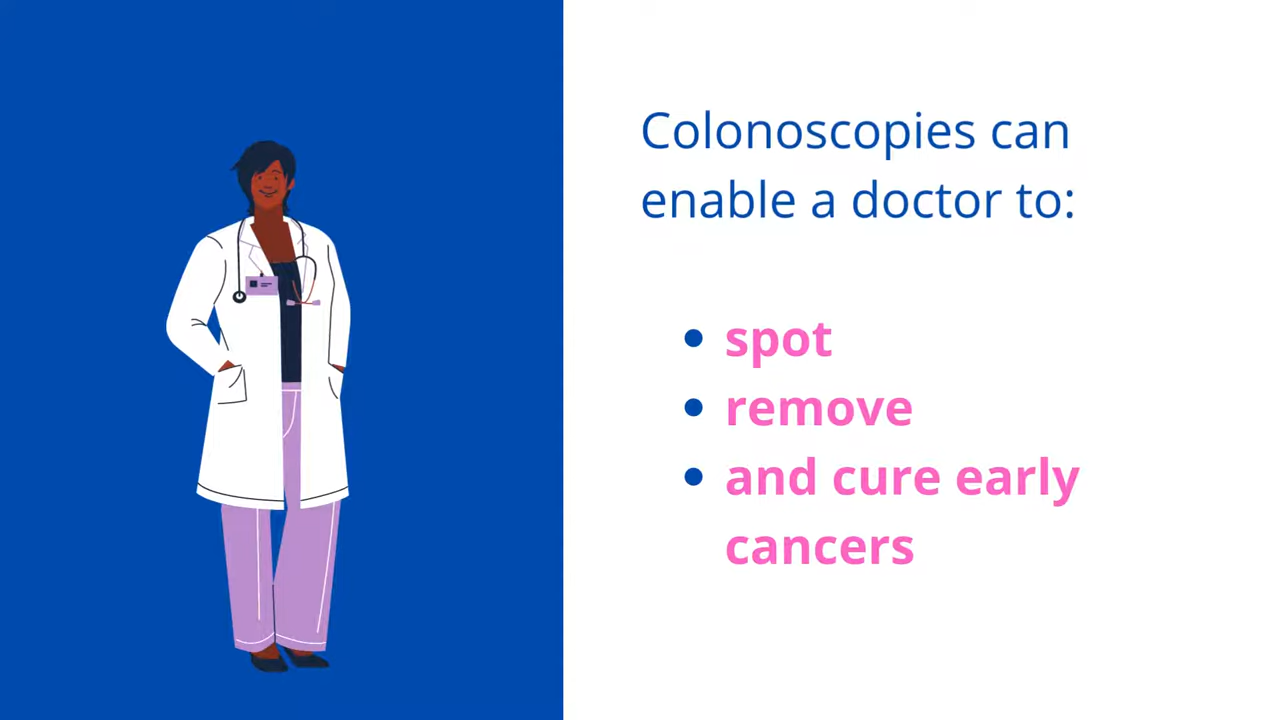 Colonoscopies can
enable a doctor to:
• spot
• remove
• and cure early
cancers